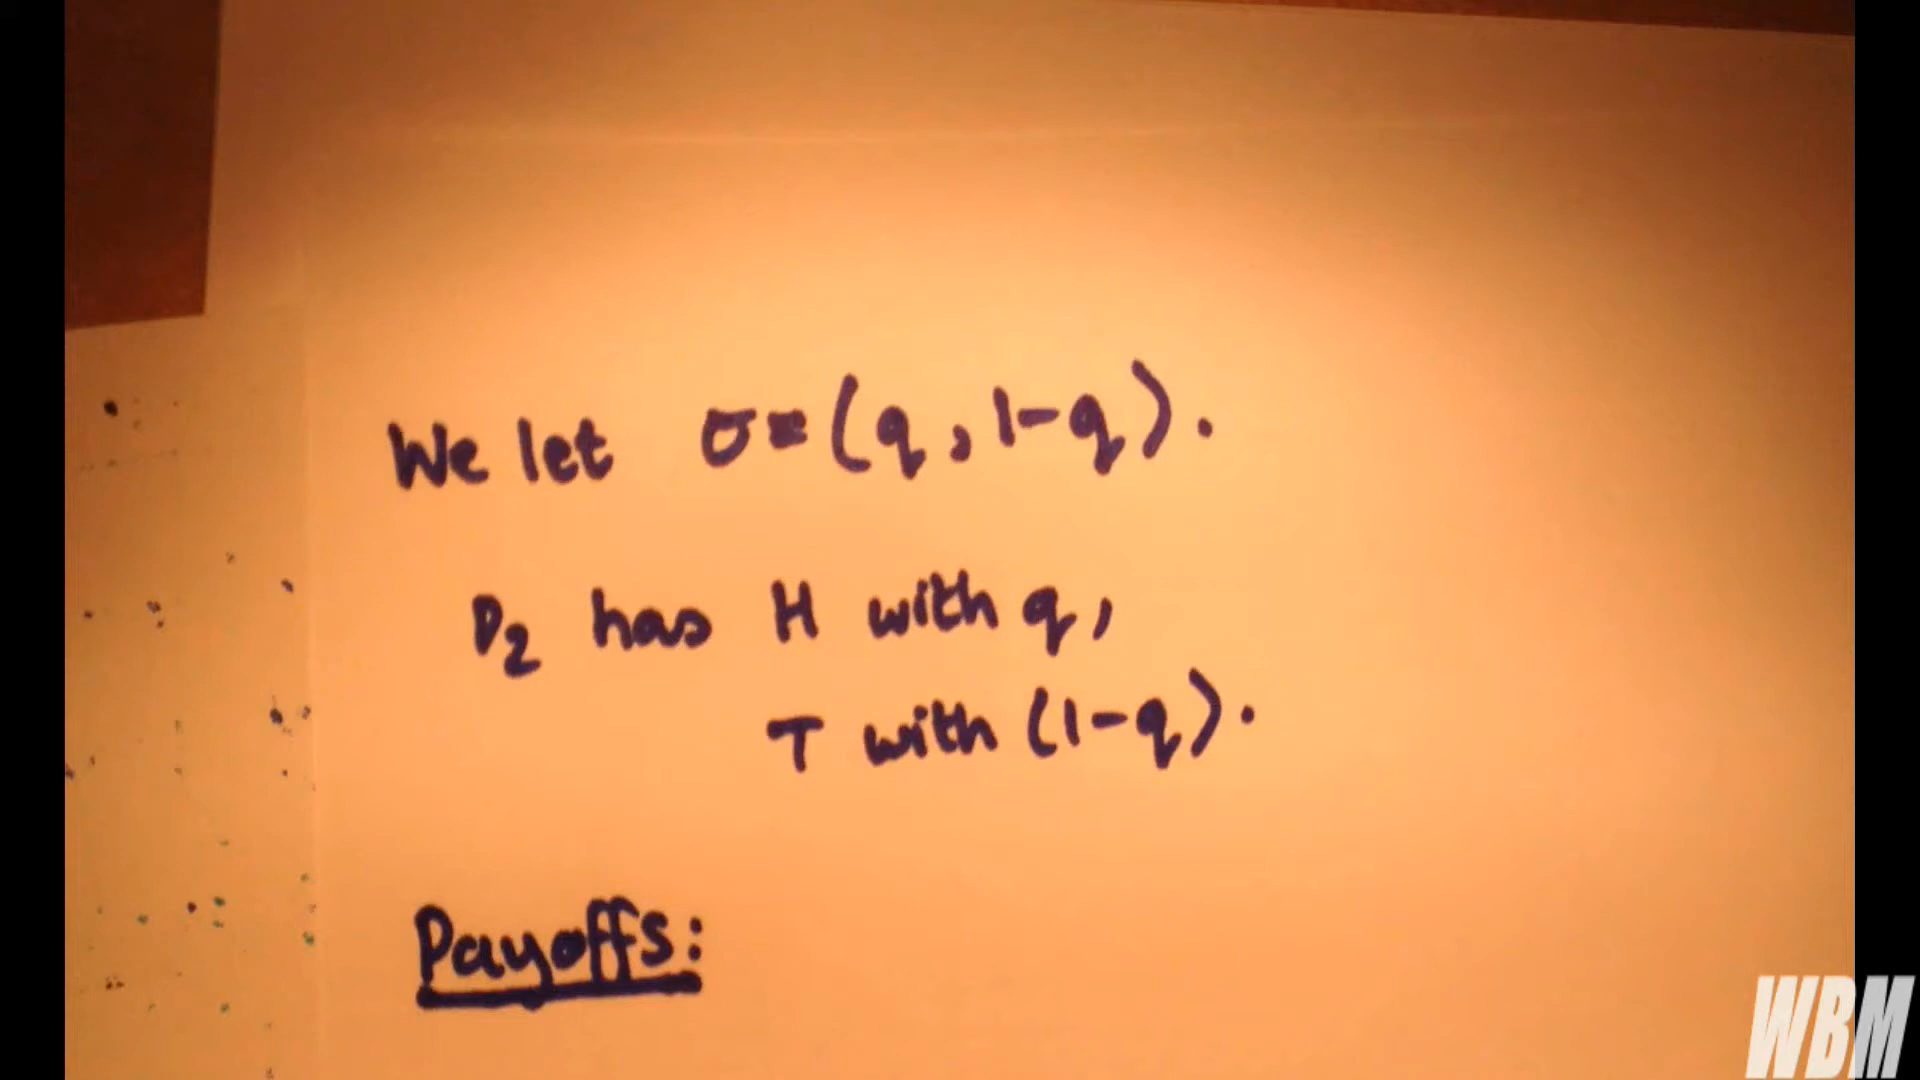 We let σ=(q,1-q).
P₂ has H with q,
T with (1-q).
Payoffs:
WBM